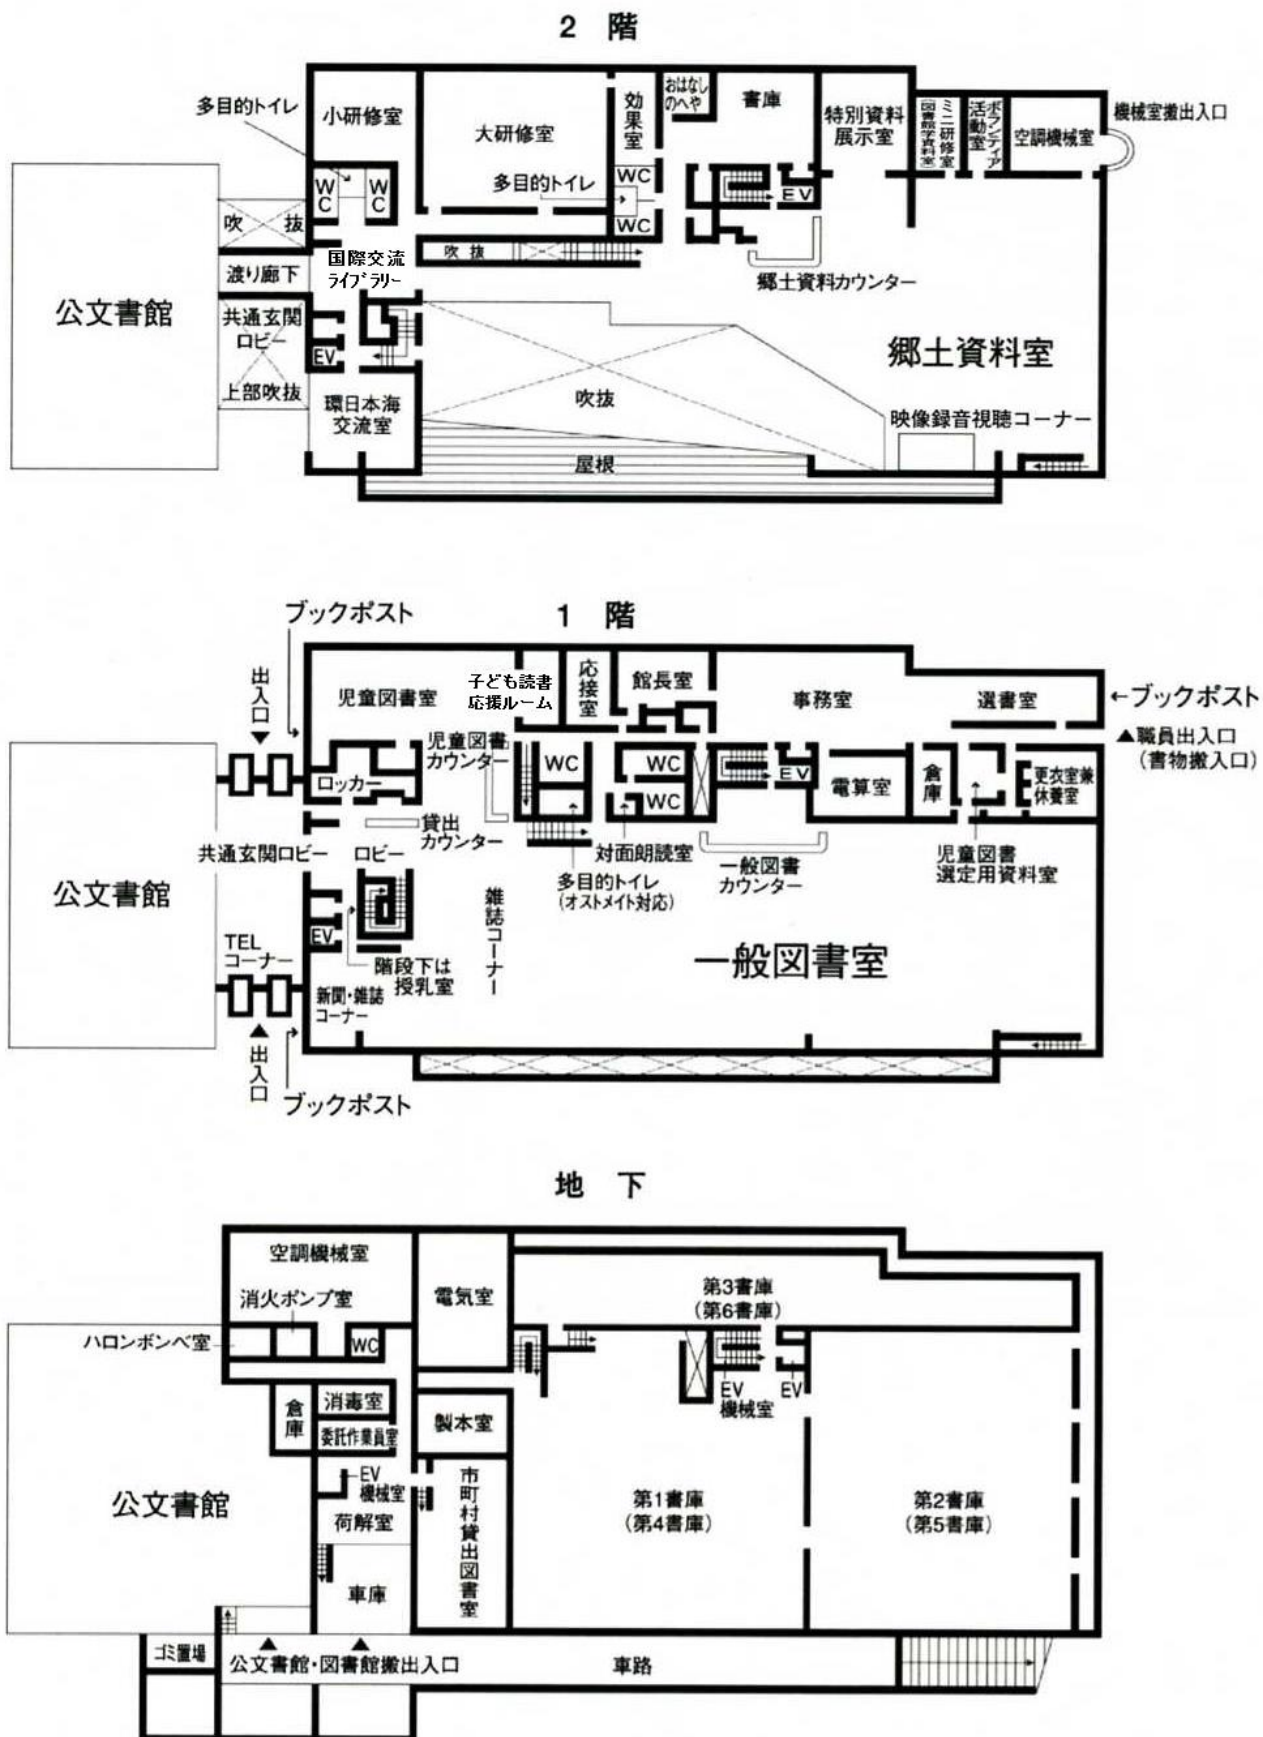 2 階
多目的トイレ
小研修室
大研修室
効果室
おはなし
のへや
書庫
特別資料
展示室
ミニ研修室
(図書館学資料室)
ボランティア
活動室
空調機械室
機械室搬出入口
WC
WC
多目的トイレ
WC
WC
EV
吹 抜
吹 抜
国際交流
ライブラリー
渡り廊下
郷土資料カウンター
公文書館
共通玄関
ロビー
上部吹抜
EV
環日本海
交流室
吹抜
郷土資料室
映像録音視聴コーナー
屋根
1 階
ブックポスト
出入口
児童図書室
子ども読書
応援ルーム
応接室
館長室
事務室
選書室
←ブックポスト
▲職員出入口
(書物搬入口)
児童図書
カウンター
ロッカー
WC
WC
WC
EV
電算室
倉庫
更衣室兼
休養室
貸出
カウンター
共通玄関ロビー
ロビー
対面朗読室
一般図書
カウンター
児童図書
選定用資料室
多目的トイレ
(オストメイト対応)
公文書館
雑誌コーナー
一般図書室
EV
TEL
コーナー
階段下は
授乳室
新聞・雑誌
コーナー
出入口
ブックポスト
地 下
空調機械室
消火ポンプ室
電気室
第3書庫
(第6書庫)
ハロンボンベ室
WC
EV
機械室
EV
倉庫
消毒室
委託作業員室
製本室
EV
機械室
荷解室
市町村貸出図書室
公文書館
第1書庫
(第4書庫)
第2書庫
(第5書庫)
車庫
ゴミ置場
公文書館・図書館搬出入口
車路